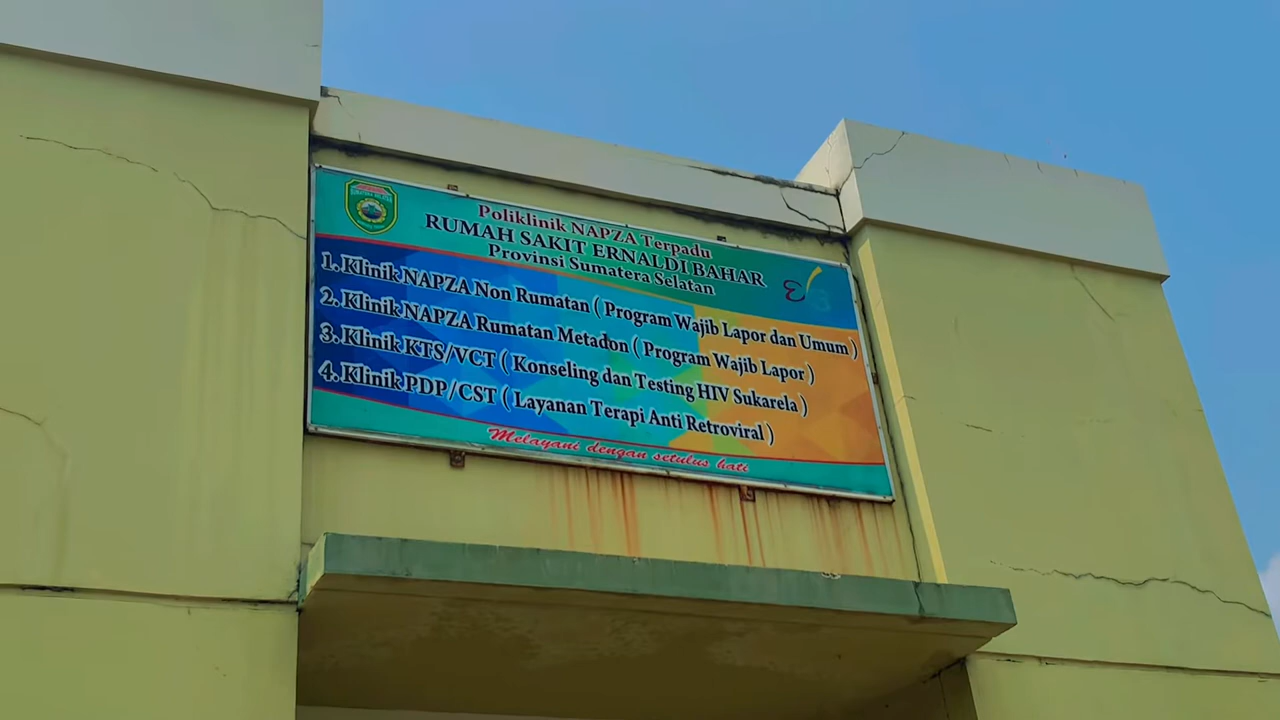 SUMATERA SELATAN
Poliklinik NAPZA Terpadu
RUMAH SAKIT ERNALDI BAHAR
Provinsi Sumatera Selatan
1. Klinik NAPZA Non Rumatan ( Program Wajib Lapor dan Umum )
2. Klinik NAPZA Rumatan Metadon ( Program Wajib Lapor )
3. Klinik KTS/VCT ( Konseling dan Testing HIV Sukarela )
4. Klinik PDP/CST ( Layanan Terapi Anti Retroviral )
Melayani dengan setulus hati